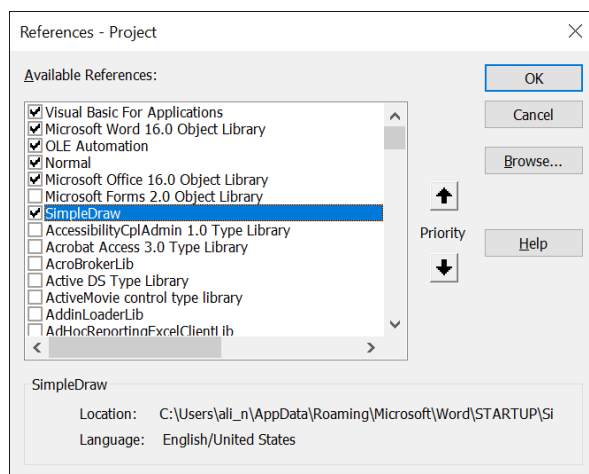 References - Project
Available References:
OK
Visual Basic For Applications
Cancel
Microsoft Word 16.0 Object Library
OLE Automation
Normal
Browse...
Microsoft Office 16.0 Object Library
Microsoft Forms 2.0 Object Library
SimpleDraw
AccessibilityCplAdmin 1.0 Type Library
Priority
Acrobat Access 3.0 Type Library
Help
AcroBrokerLib
Active DS Type Library
ActiveMovie control type library
AddinLoaderLib
AdHocReportingExcelClientLib
SimpleDraw
Location: C:\Users\ali_n\AppData\Roaming\Microsoft\Word\STARTUP\Si
Language: English/United States